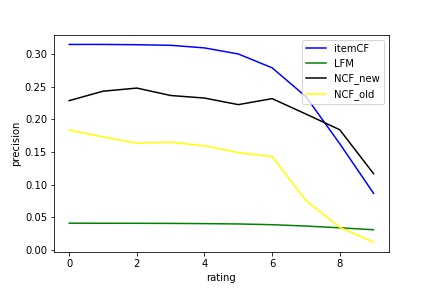 itemCF
LFM
NCF_new
NCF_old
0.30
0.25
0.20
0.15
0.10
0.05
0.00
precision
0 2 4 6 8
rating